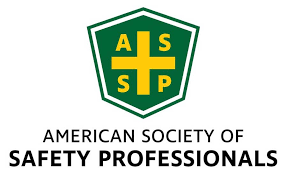 A S
S P
AMERICAN SOCIETY OF
SAFETY PROFESSIONALS